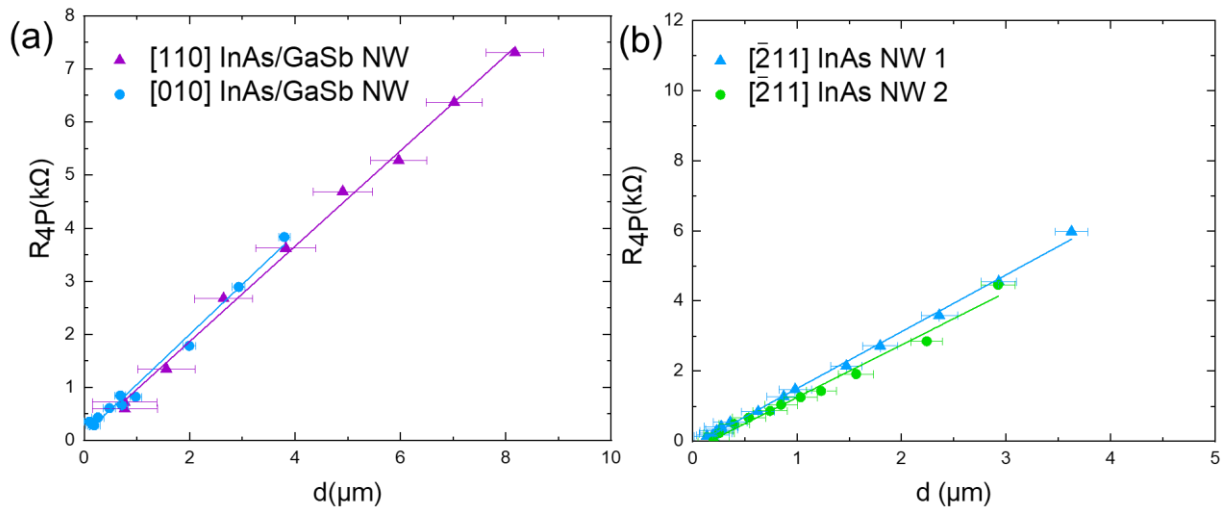 (a)
[110] InAs/GaSb NW
[010] InAs/GaSb NW
R4P(kΩ)
8
7
6
5
4
3
2
1
0
0 2 4 6 8 10
d(μm)
(b)
[2̄11] InAs NW 1
[2̄11] InAs NW 2
R4P(kΩ)
12
10
8
6
4
2
0
0 1 2 3 4 5
d (μm)